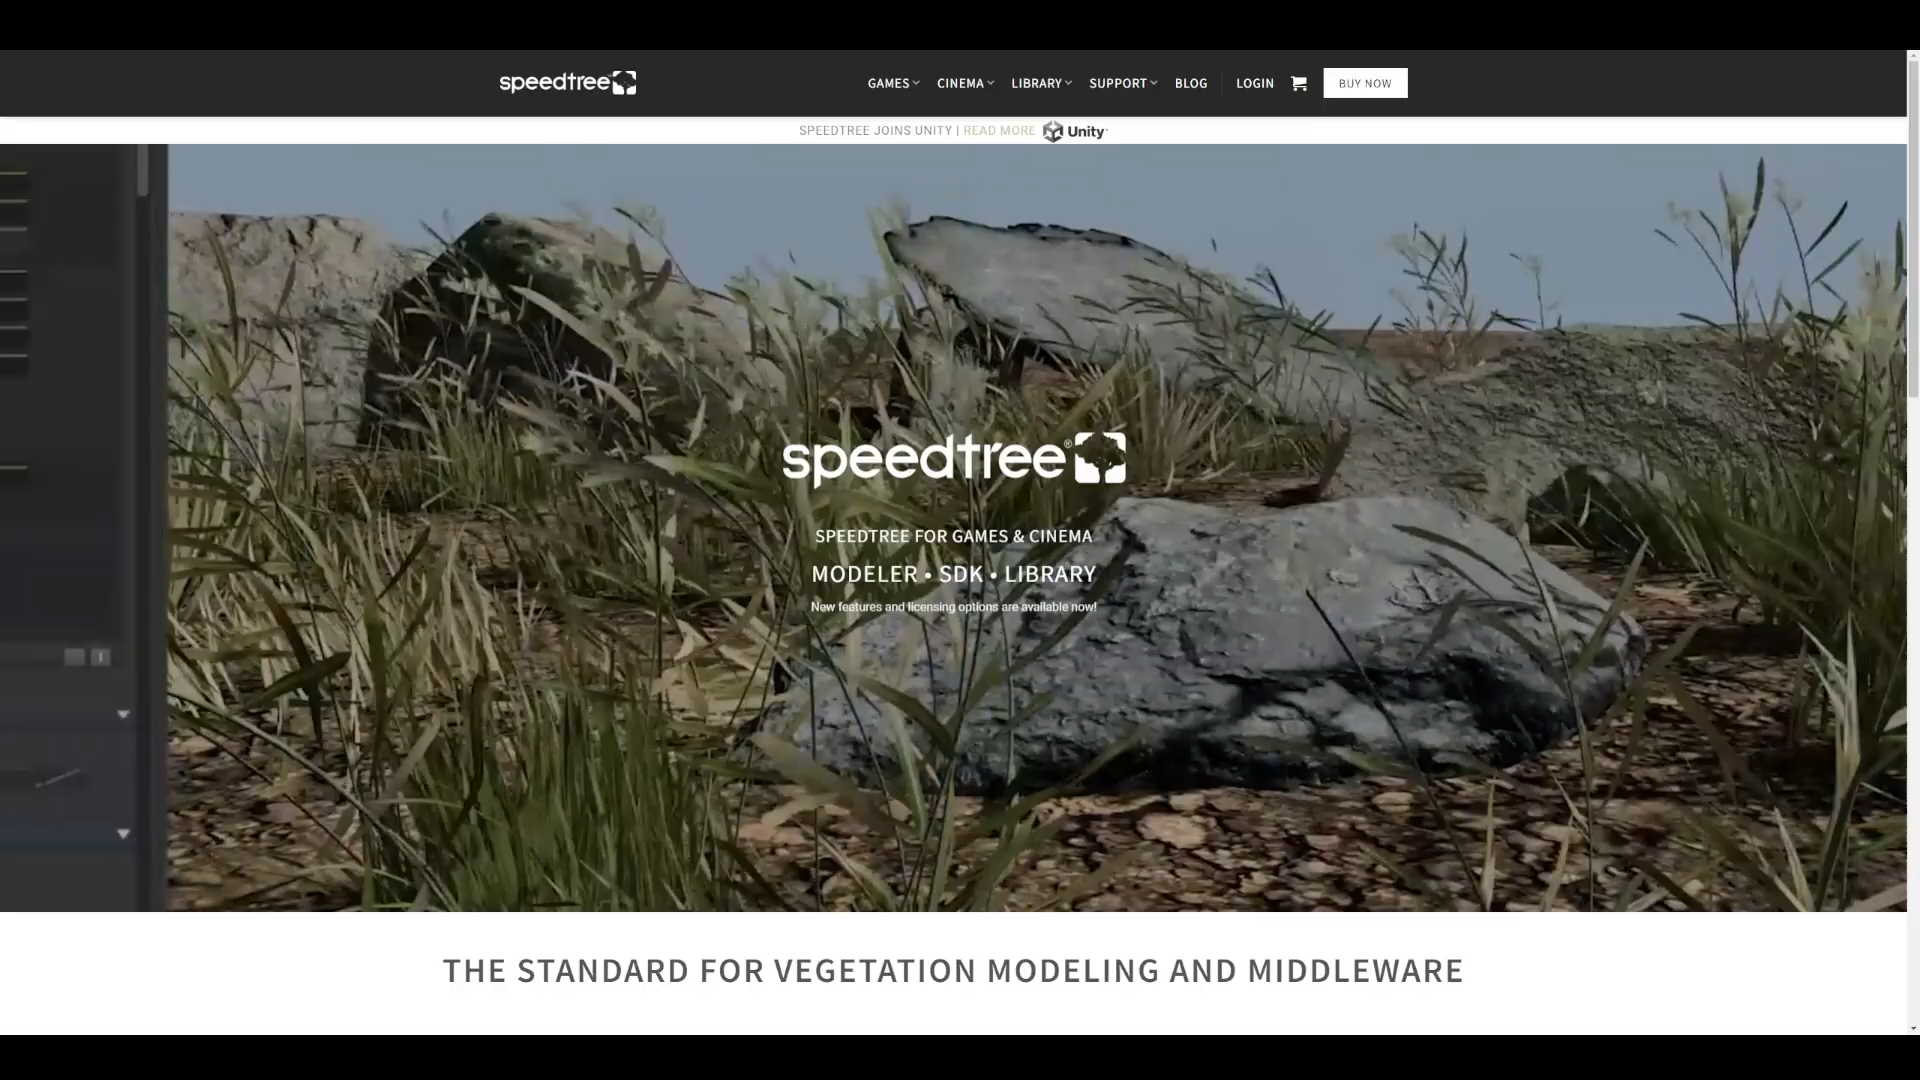 speedtree
GAMES CINEMA LIBRARY SUPPORT BLOG LOGIN BUY NOW
SPEEDTREE JOINS UNITY | READ MORE Unity
speedtree®
SPEEDTREE FOR GAMES & CINEMA
MODELER • SDK • LIBRARY
New features and licensing options are available now!
THE STANDARD FOR VEGETATION MODELING AND MIDDLEWARE